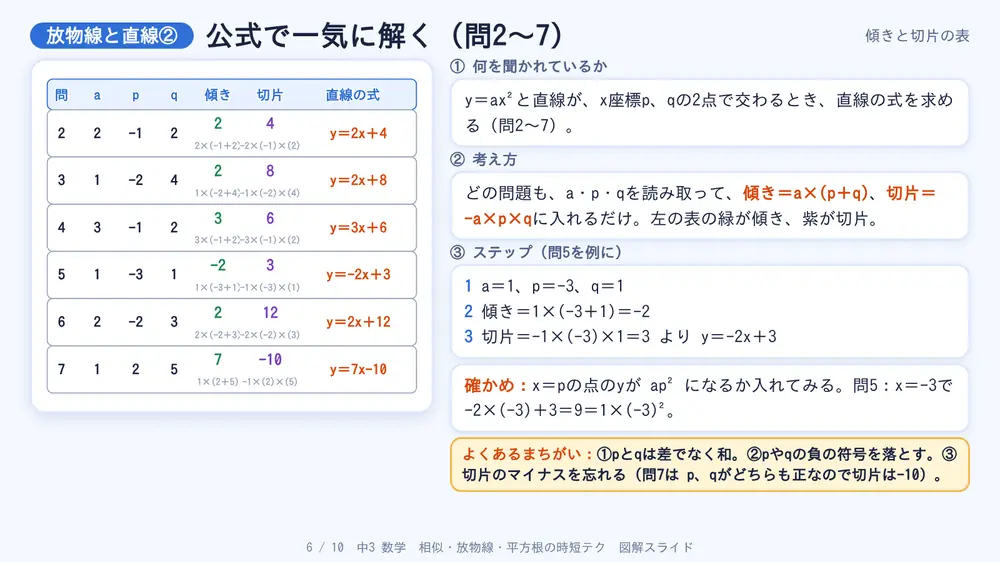 放物線と直線② 公式で一気に解く（問2〜7） 傾きと切片の表
問 a p q 傾き 切片 直線の式
2 2 -1 2 2 4 y＝2x＋4
2×(-1+2) -2×(-1)×(2)
3 1 -2 4 2 8 y＝2x＋8
1×(-2+4) -1×(-2)×(4)
4 3 -1 2 3 6 y＝3x＋6
3×(-1+2) -3×(-1)×(2)
5 1 -3 1 -2 3 y＝-2x＋3
1×(-3+1) -1×(-3)×(1)
6 2 -2 3 2 12 y＝2x＋12
2×(-2+3) -2×(-2)×(3)
7 1 2 5 7 -10 y＝7x-10
1×(2+5) -1×(2)×(5)
① 何を聞かれているか
y＝ax²と直線が、x座標p、qの2点で交わるとき、直線の式を求め
る（問2〜7）。
② 考え方
どの問題も、a・p・qを読み取って、傾き＝a×(p＋q)、切片＝
-a×p×qに入れるだけ。左の表の緑が傾き、紫が切片。
③ ステップ（問5を例に）
1 a＝1、p＝-3、q＝1
2 傾き＝1×(-3＋1)＝-2
3 切片＝-1×(-3)×1＝3 より y＝-2x＋3
確かめ：x＝pの点のyが ap² になるか入れてみる。問5：x＝-3で
-2×(-3)＋3＝9＝1×(-3)²。
よくあるまちがい：①pとqは差でなく和。②pやqの負の符号を落とす。③
切片のマイナスを忘れる（問7は p、qがどちらも正なので切片は-10）。
6 / 10 中3 数学 相似・放物線・平方根の時短テク 図解スライド